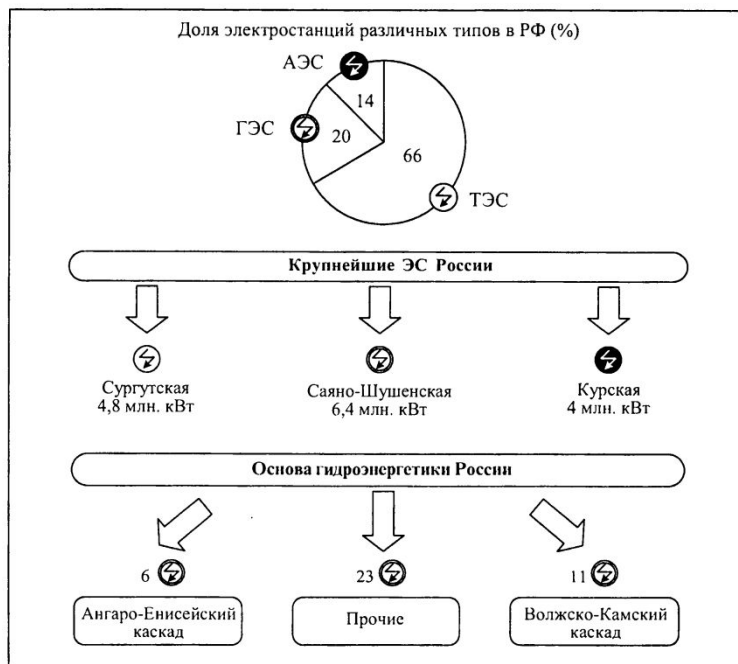 Доля электростанций различных типов в РФ (%)
АЭС
14
ГЭС
20
66
ТЭС
Крупнейшие ЭС России
Сургутская
4,8 млн. кВт
Саяно-Шушенская
6,4 млн. кВт
Курская
4 млн. кВт
Основа гидроэнергетики России
6
23
11
Ангаро-Енисейский
каскад
Прочие
Волжско-Камский
каскад